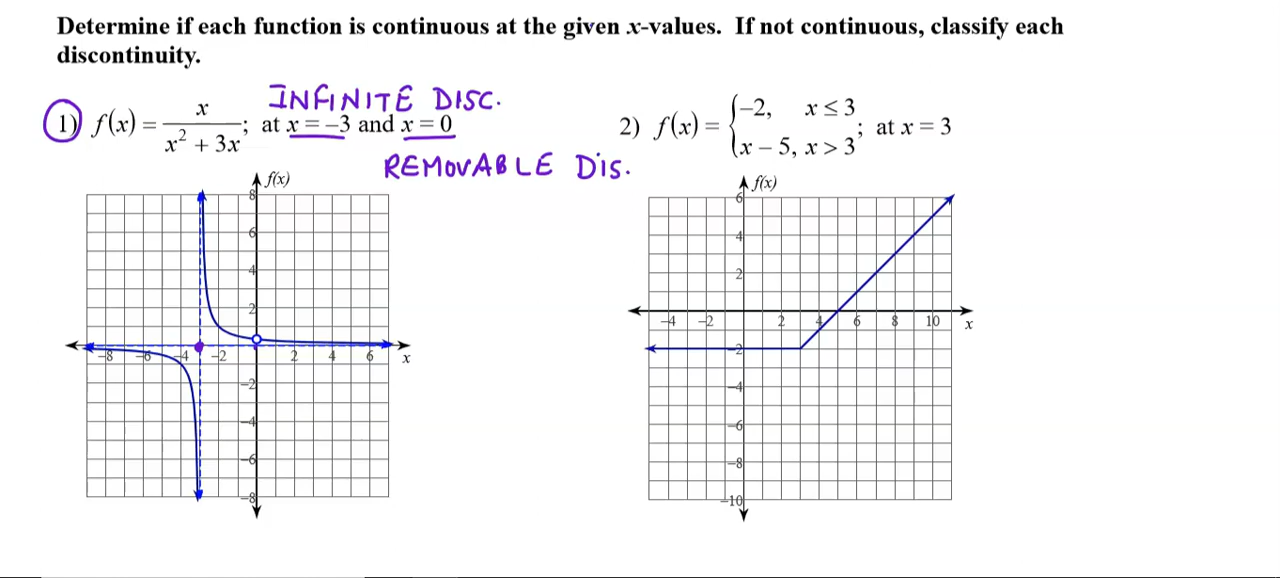 Determine if each function is continuous at the given x-values. If not continuous, classify each
discontinuity.
INFINITE DISC.
1) f(x) = x / (x² + 3x); at x = −3 and x = 0
REMOVABLE DIS.
2) f(x) = {−2, x ≤ 3
x − 5, x > 3; at x = 3
f(x)
8
6
4
2
−8 −6 −4 −2 2 4 6 x
−2
−4
−6
−8
f(x)
6
4
2
−4 −2 2 4 6 8 10 x
−2
−4
−6
−8
−10